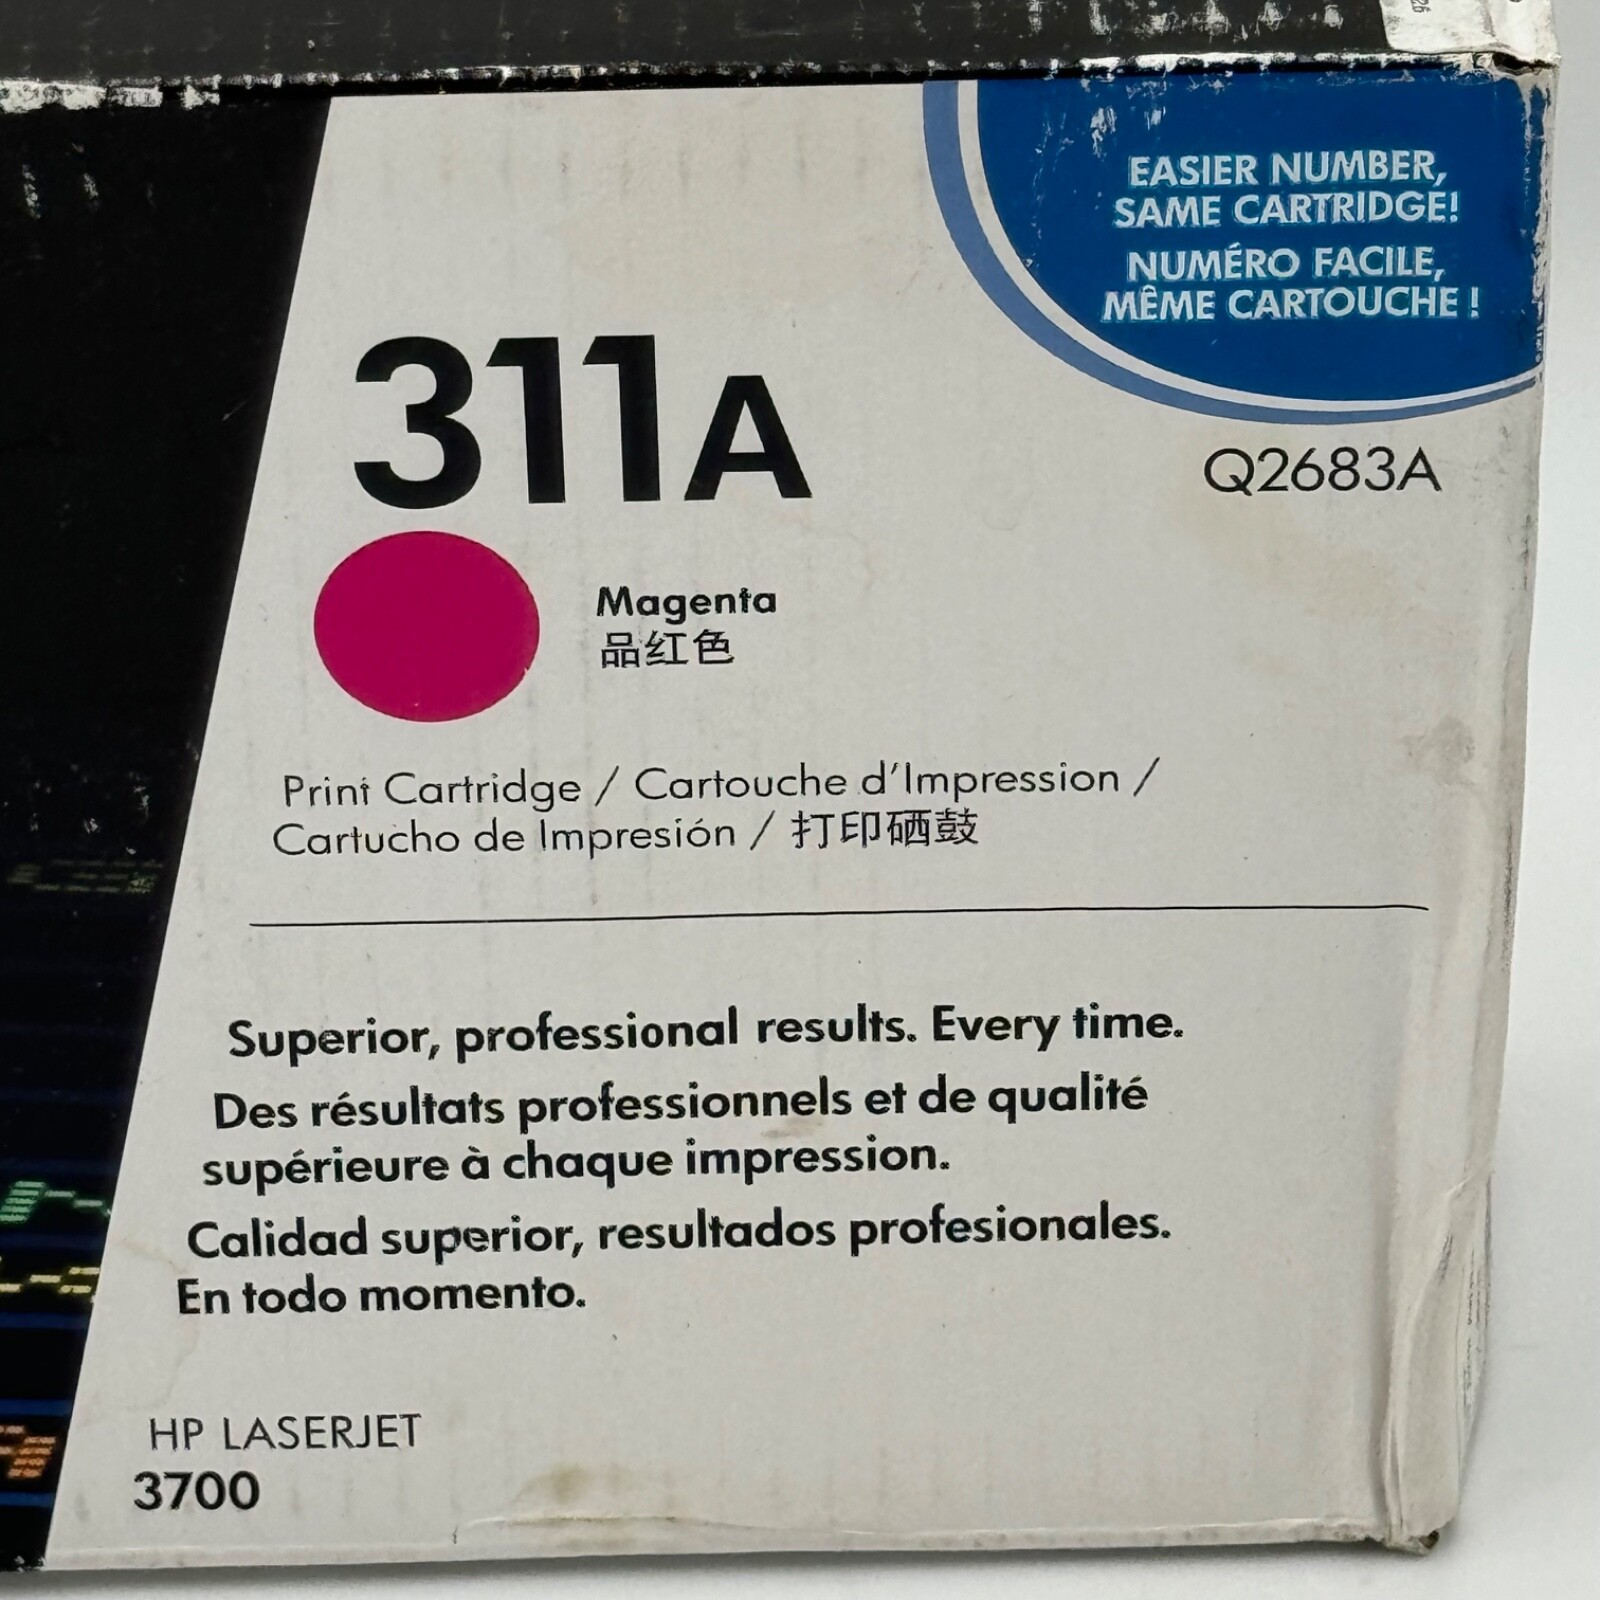 EASIER NUMBER,
SAME CARTRIDGE!
NUMÉRO FACILE,
MÊME CARTOUCHE !
311A
Q2683A
Magenta
品红色
Print Cartridge / Cartouche d'Impression /
Cartucho de Impresión / 打印硒鼓
Superior, professional results. Every time.
Des résultats professionnels et de qualité
supérieure à chaque impression.
Calidad superior, resultados profesionales.
En todo momento.
HP LASERJET
3700